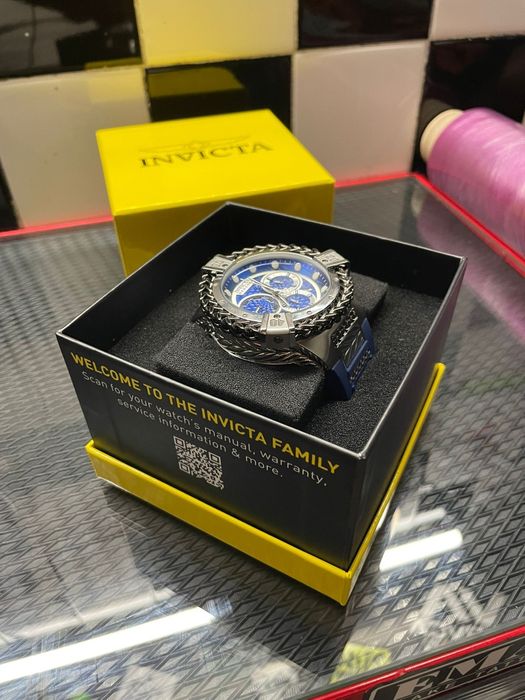 INVICTA
WELCOME TO THE INVICTA FAMILY
Scan for your watch's manual, warranty,
service information & more.